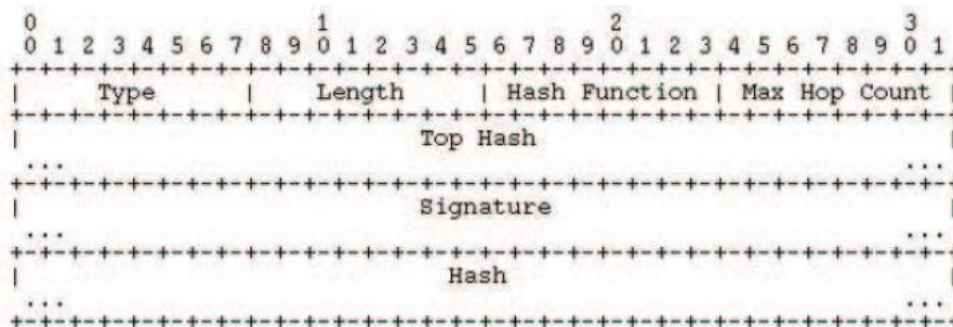 0                   1                   2                   3
 0 1 2 3 4 5 6 7 8 9 0 1 2 3 4 5 6 7 8 9 0 1 2 3 4 5 6 7 8 9 0 1
+-+-+-+-+-+-+-+-+-+-+-+-+-+-+-+-+-+-+-+-+-+-+-+-+-+-+-+-+-+-+-+-+
|     Type      |    Length     | Hash Function | Max Hop Count |
+-+-+-+-+-+-+-+-+-+-+-+-+-+-+-+-+-+-+-+-+-+-+-+-+-+-+-+-+-+-+-+-+
|                           Top Hash                            |
 ...                                                         ...
+-+-+-+-+-+-+-+-+-+-+-+-+-+-+-+-+-+-+-+-+-+-+-+-+-+-+-+-+-+-+-+-+
|                           Signature                           |
 ...                                                         ...
+-+-+-+-+-+-+-+-+-+-+-+-+-+-+-+-+-+-+-+-+-+-+-+-+-+-+-+-+-+-+-+-+
|                             Hash                              |
 ...                                                         ...
+-+-+-+-+-+-+-+-+-+-+-+-+-+-+-+-+-+-+-+-+-+-+-+-+-+-+-+-+-+-+-+-+